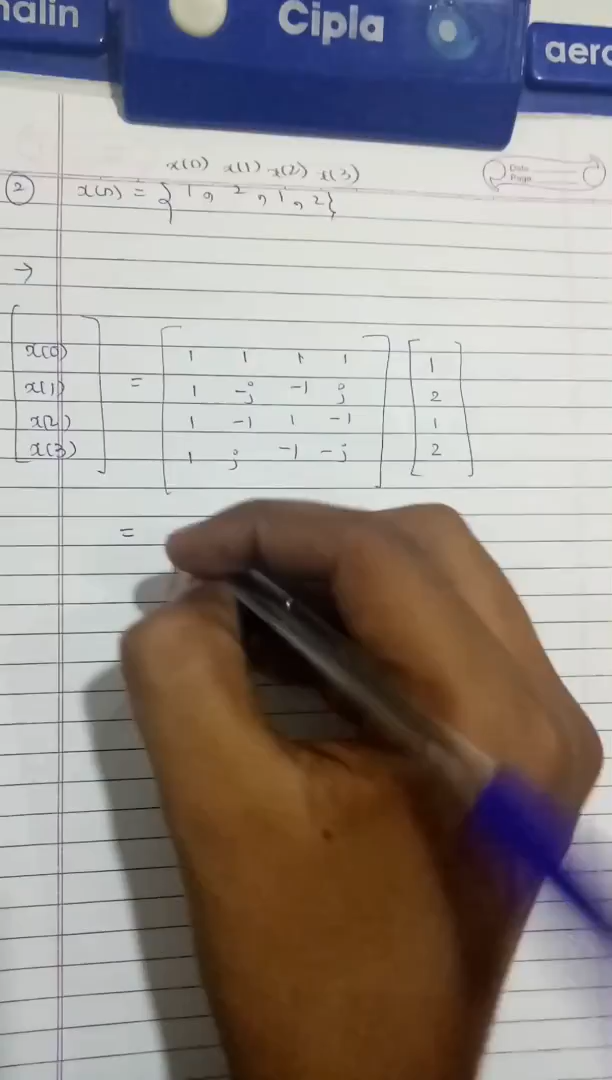 nalin Cipla aero
x(0) x(1) x(2) x(3)
② x(n) = { 1, 2, 1, 2}
Date
Page
→
x(0) 1 1 1 1 1
x(1) = 1 -j -1 j 2
x(2) 1 -1 1 -1 1
x(3) 1 j -1 -j 2
=